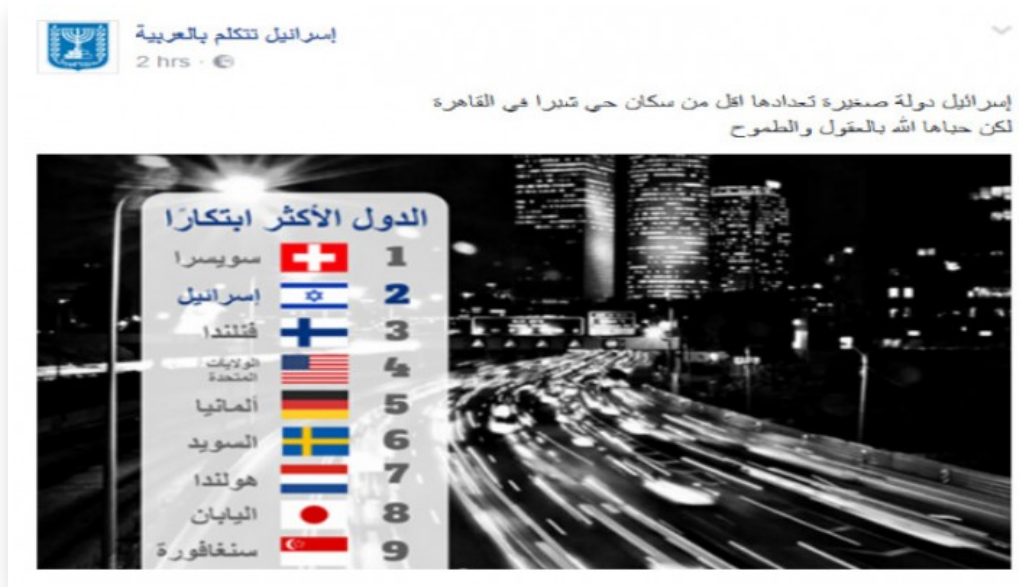 إسرائيل تتكلم بالعربية
2 hrs
إسرائيل دولة صغيرة تعدادها اقل من سكان حي شبرا في القاهرة
لكن حباها الله بالعقول والطموح
الدول الأكثر ابتكارًا
1 سويسرا
2 إسرائيل
3 فنلندا
4 الولايات المتحدة
5 ألمانيا
6 السويد
7 هولندا
8 اليابان
9 سنغافورة